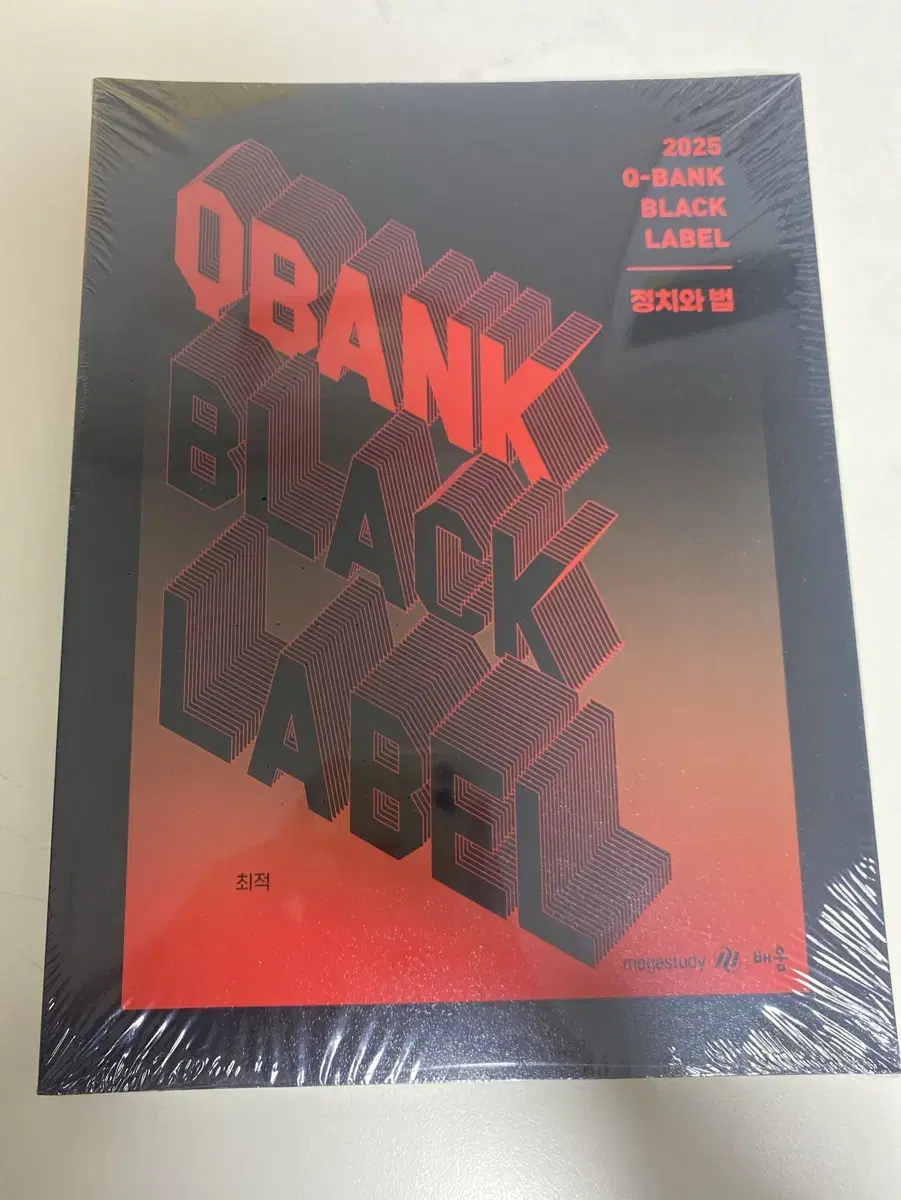 2025
Q-BANK
BLACK
LABEL
정치와 법
QBANK
BLACK
LABEL
최적
megastudy 배움